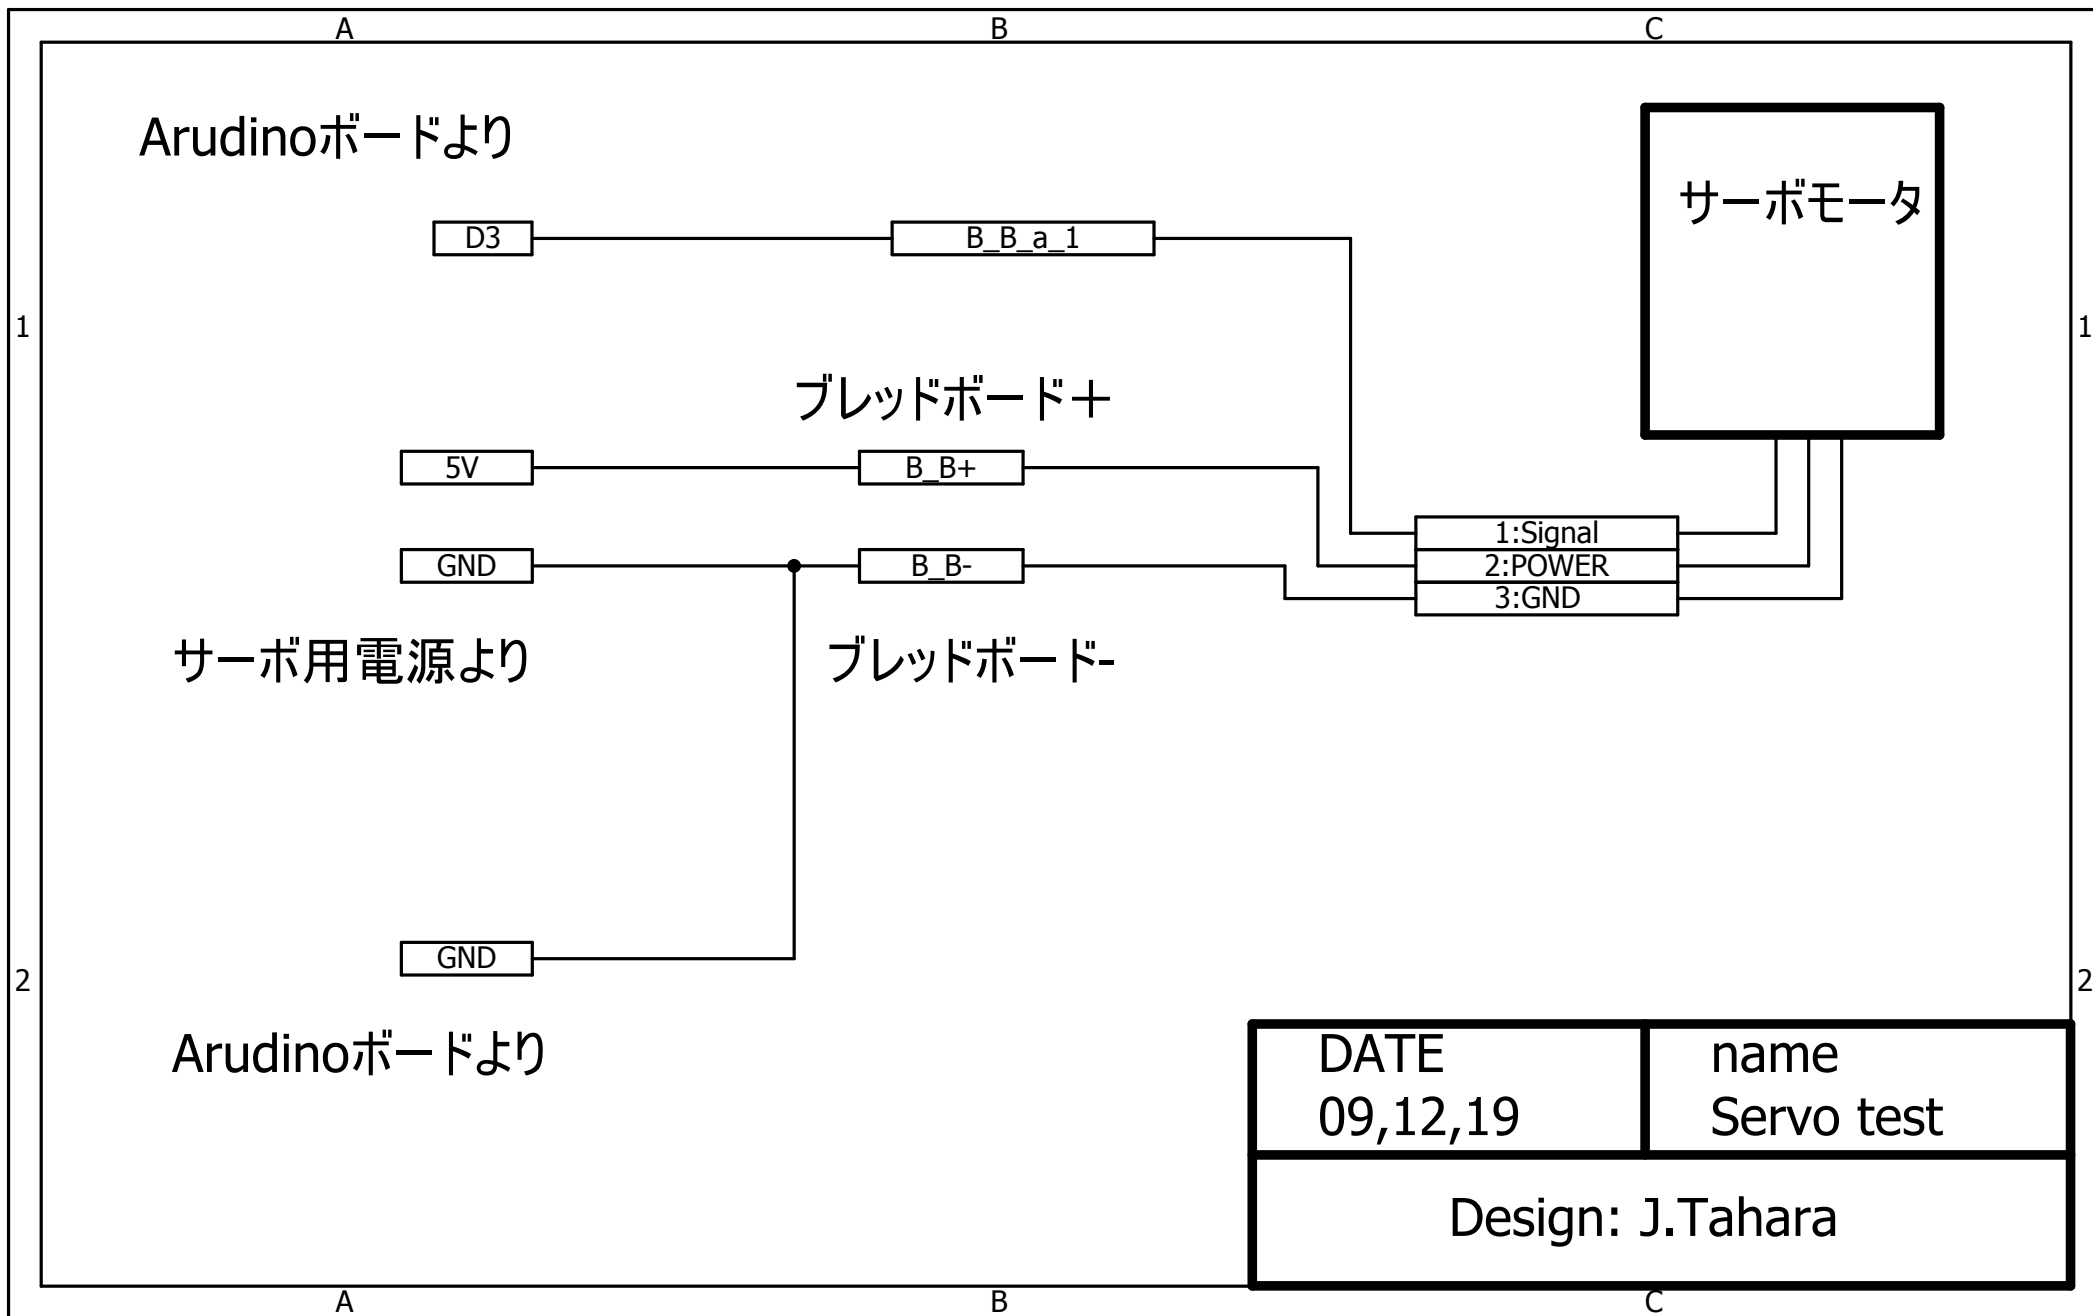 A B C
Arudinoボードより
サーボモータ
D3 B_B_a_1
1 1
ブレッドボード＋
5V B_B+
1:Signal
GND B_B- 2:POWER
3:GND
サーボ用電源より ブレッドボード-
GND
2 2
Arudinoボードより
DATE name
09,12,19 Servo test
Design: J.Tahara
A B C